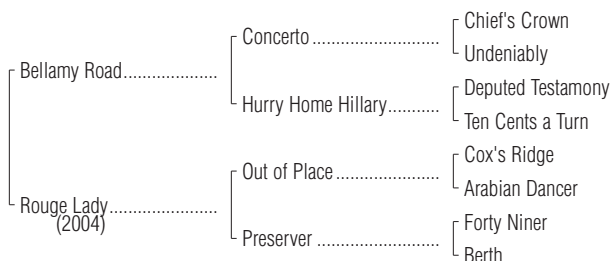 Chief's Crown
Concerto ....................................
Undeniably
Bellamy Road...................
Deputed Testamony
Hurry Home Hillary...............
Ten Cents a Turn
Cox's Ridge
Out of Place ..............................
Arabian Dancer
Rouge Lady......................
(2004)
Forty Niner
Preserver ...................................
Berth